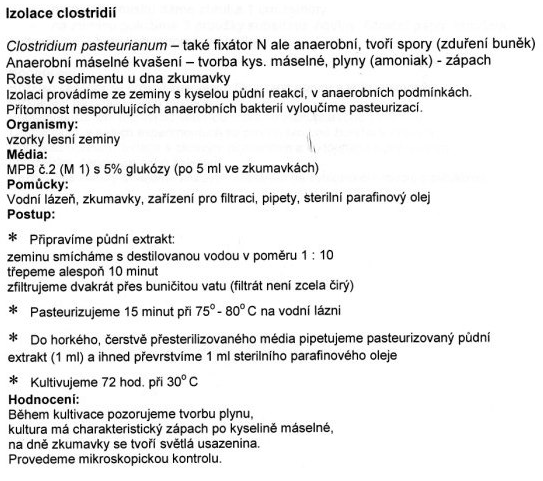 Izolace clostridií
Clostridium pasteurianum – také fixátor N ale anaerobní, tvoří spory (zduření buněk)
Anaerobní máselné kvašení – tvorba kys. máselné, plyny (amoniak) - zápach
Roste v sedimentu u dna zkumavky
Izolaci provádíme ze zeminy s kyselou půdní reakcí, v anaerobních podmínkách.
Přítomnost nesporulujících anaerobních bakterií vyloučíme pasteurizací.
Organismy:
vzorky lesní zeminy
Média:
MPB č.2 (M 1) s 5% glukózy (po 5 ml ve zkumavkách)
Pomůcky:
Vodní lázeň, zkumavky, zařízení pro filtraci, pipety, sterilní parafinový olej
Postup:
* Připravíme půdní extrakt:
zeminu smícháme s destilovanou vodou v poměru 1 : 10
třepeme alespoň 10 minut
zfiltrujeme dvakrát přes buničitou vatu (filtrát není zcela čirý)
* Pasteurizujeme 15 minut při 75º - 80º C na vodní lázni
* Do horkého, čerstvě přesterilizovaného média pipetujeme pasteurizovaný půdní
extrakt (1 ml) a ihned převrstvíme 1 ml sterilního parafinového oleje
* Kultivujeme 72 hod. při 30º C
Hodnocení:
Během kultivace pozorujeme tvorbu plynu,
kultura má charakteristický zápach po kyselině máselné,
na dně zkumavky se tvoří světlá usazenina.
Provedeme mikroskopickou kontrolu.